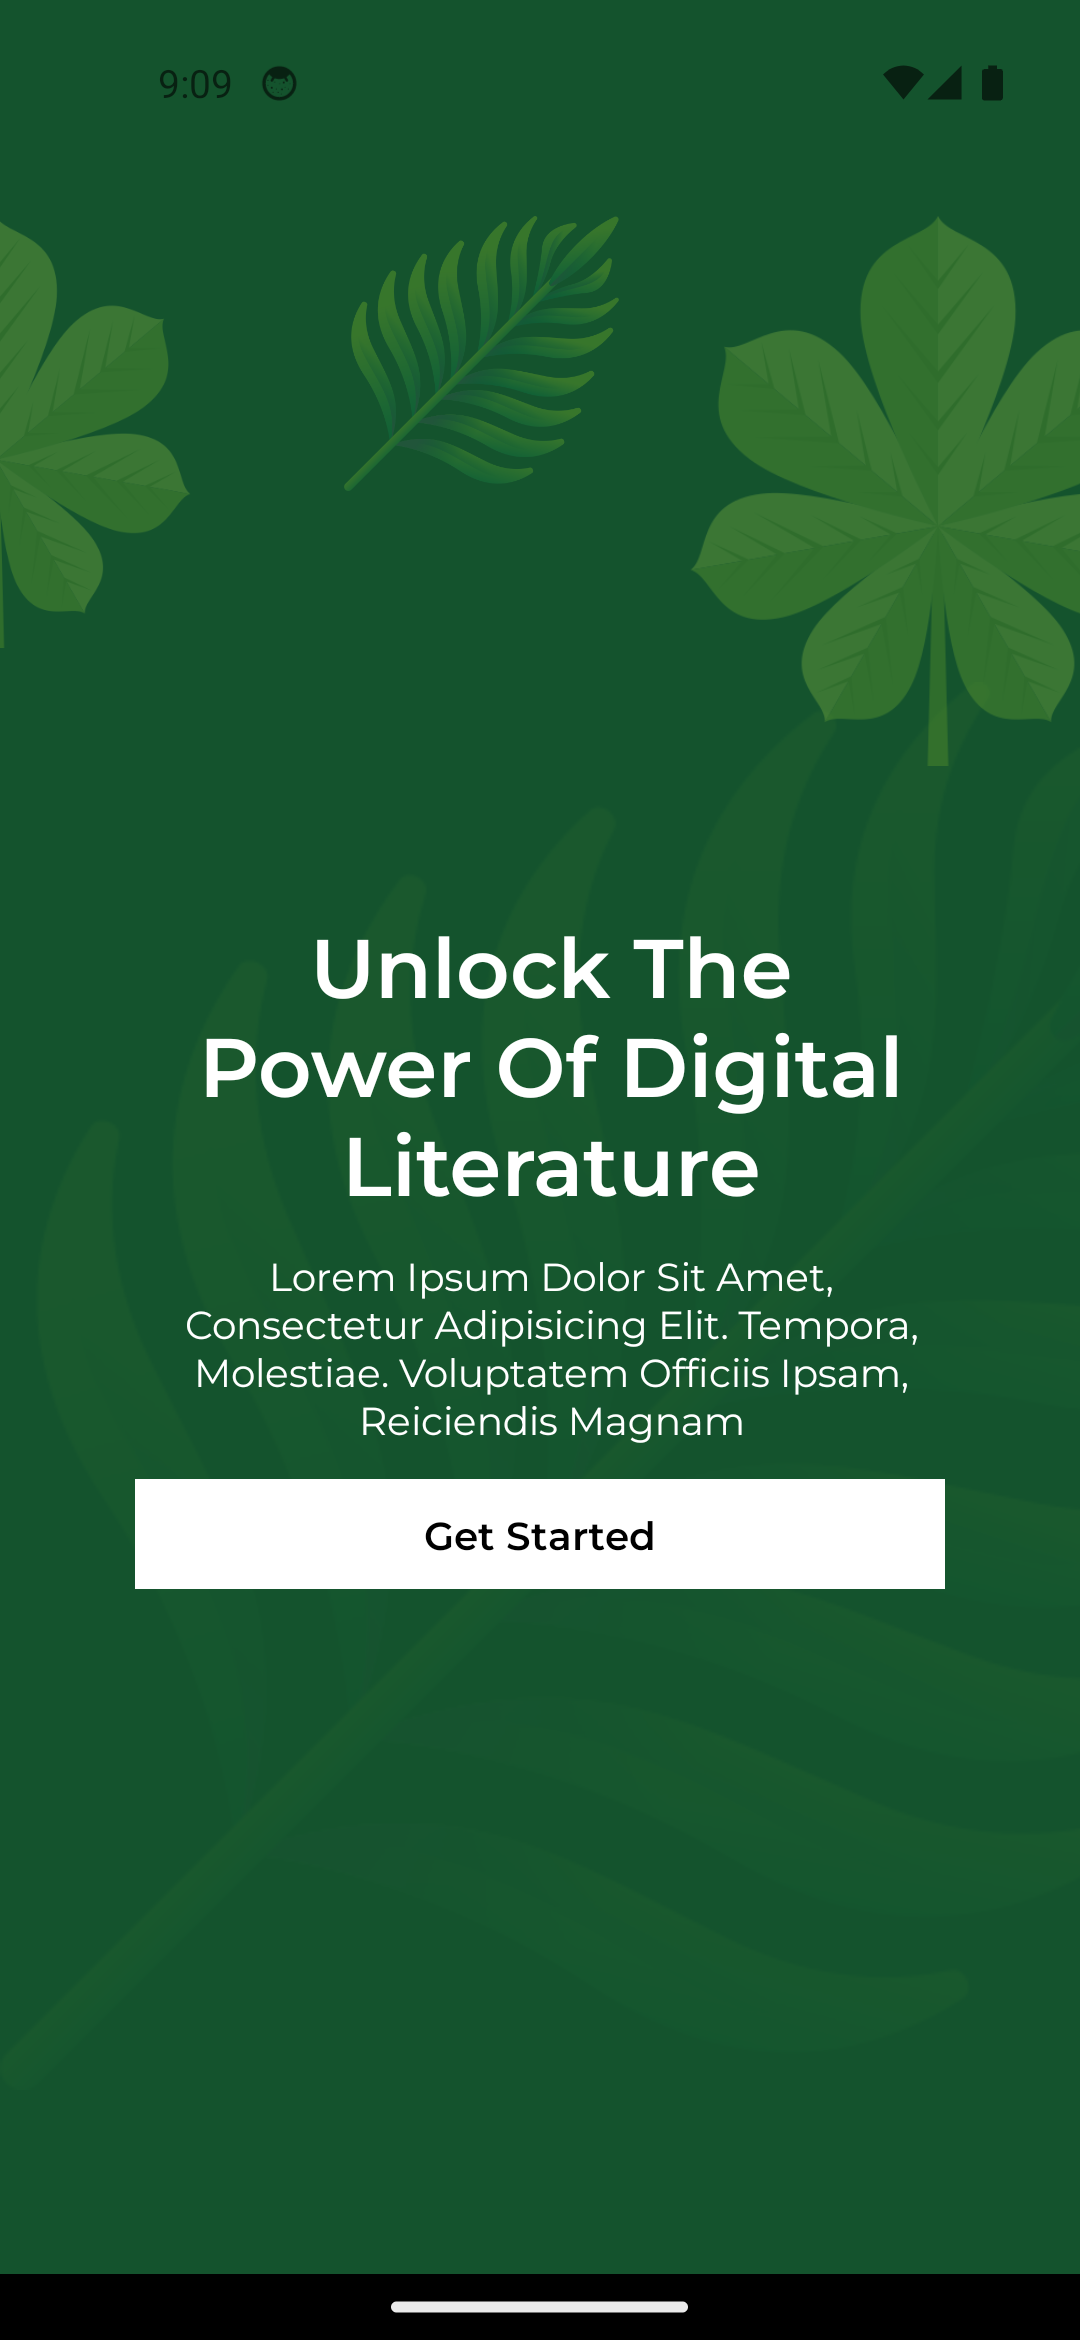 9:09
Unlock The
Power Of Digital
Literature
Lorem Ipsum Dolor Sit Amet,
Consectetur Adipisicing Elit. Tempora,
Molestiae. Voluptatem Officiis Ipsam,
Reiciendis Magnam
Get Started